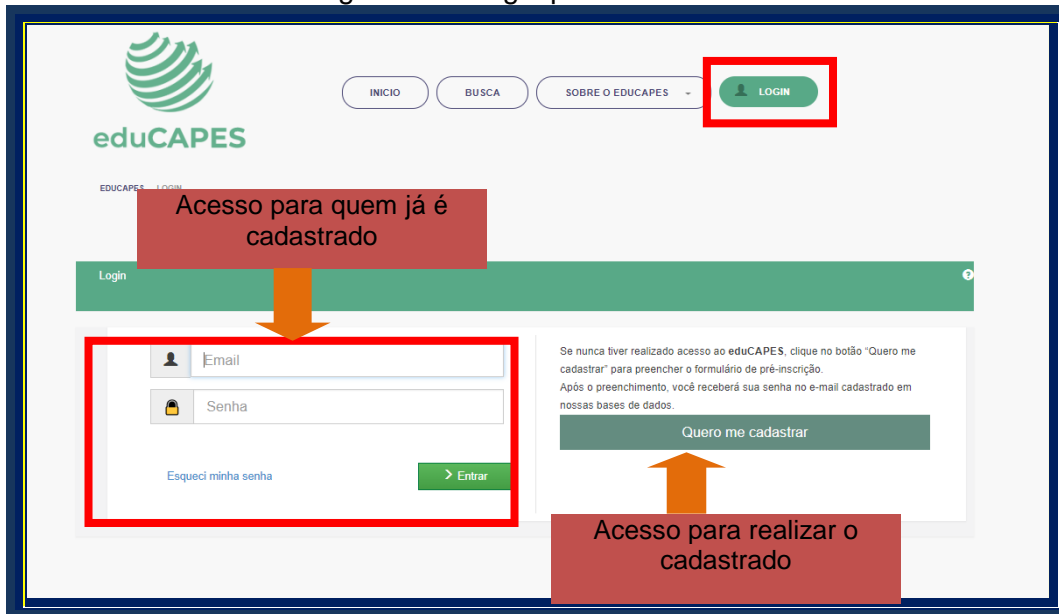 eduCAPES
INICIO
BUSCA
SOBRE O EDUCAPES
LOGIN
EDUCAPES LOGIN
Acesso para quem já é
cadastrado
Login
Email
Senha
Esqueci minha senha
Entrar
Se nunca tiver realizado acesso ao eduCAPES, clique no botão "Quero me
cadastrar" para preencher o formulário de pré-inscrição.
Após o preenchimento, você receberá sua senha no e-mail cadastrado em
nossas bases de dados.
Quero me cadastrar
Acesso para realizar o
cadastrado